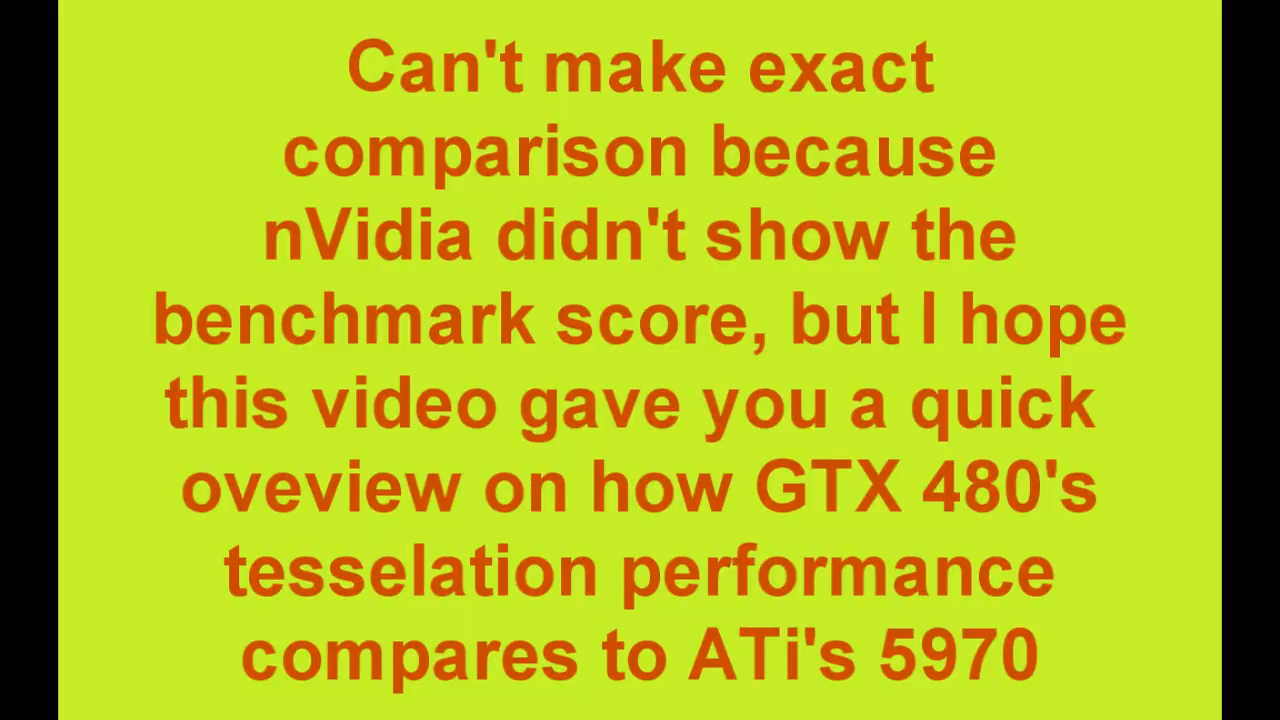 Can't make exact
comparison because
nVidia didn't show the
benchmark score, but I hope
this video gave you a quick
oveview on how GTX 480's
tesselation performance
compares to ATi's 5970